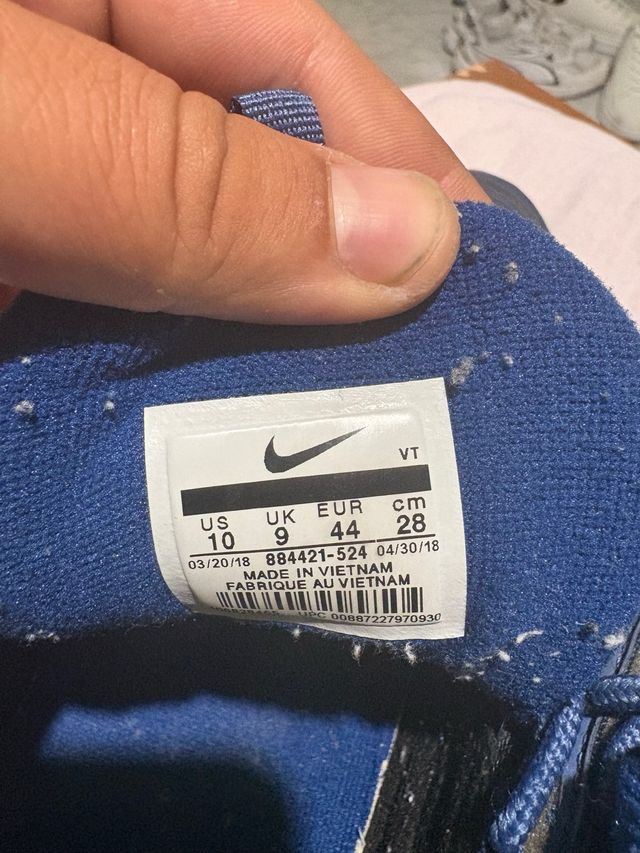 VT
US UK EUR cm
10 9 44 28
03/20/18 884421-524 04/30/18
MADE IN VIETNAM
FABRIQUE AU VIETNAM
UPC 00887227970930